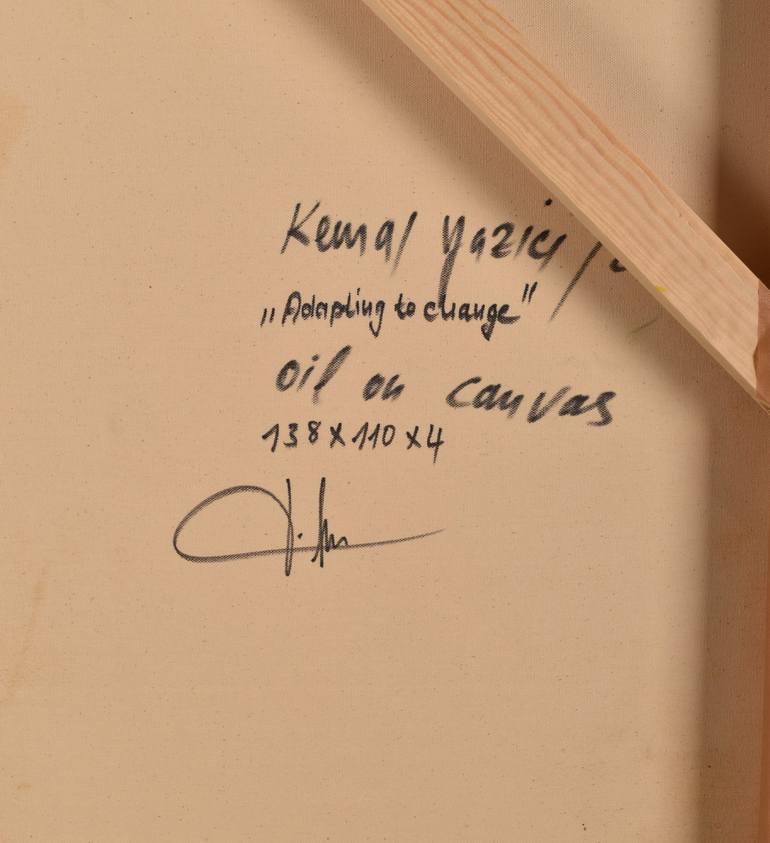 Kemal Yazici /
„Adapting to change"
oil on canvas
138 x 110 x 4